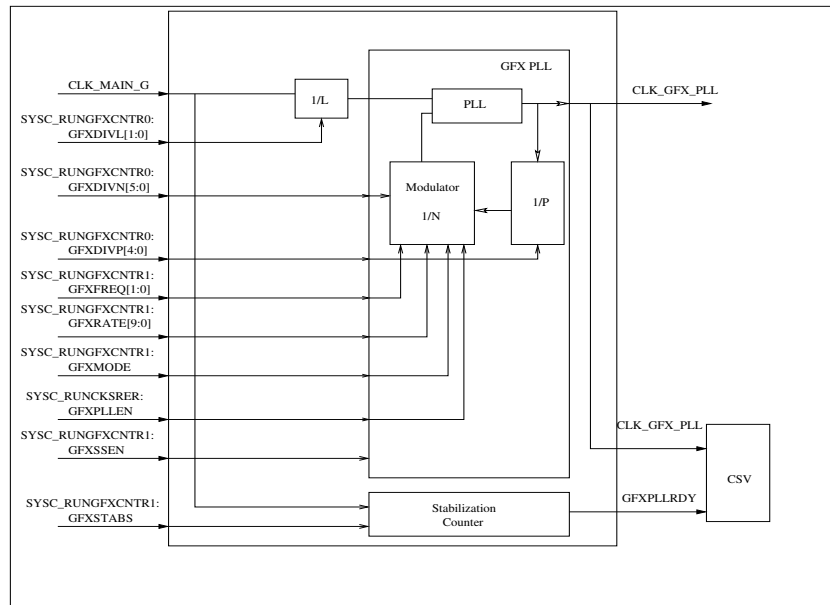 GFX PLL
CLK_MAIN_G
1/L
PLL
CLK_GFX_PLL
SYSC_RUNGFXCNTR0:
GFXDIVL[1:0]
SYSC_RUNGFXCNTR0:
GFXDIVN[5:0]
Modulator
1/N
1/P
SYSC_RUNGFXCNTR0:
GFXDIVP[4:0]
SYSC_RUNGFXCNTR1:
GFXFREQ[1:0]
SYSC_RUNGFXCNTR1:
GFXRATE[9:0]
SYSC_RUNGFXCNTR1:
GFXMODE
SYSC_RUNCKSRER:
GFXPLLEN
SYSC_RUNGFXCNTR1:
GFXSSEN
CLK_GFX_PLL
CSV
SYSC_RUNGFXCNTR1:
GFXSTABS
Stabilization
Counter
GFXPLLRDY